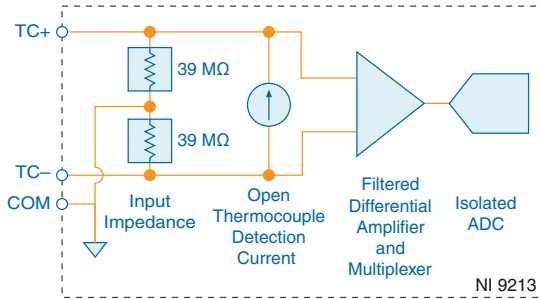 TC+
39 MΩ
39 MΩ
TC–
COM
Input
Impedance
Open
Thermocouple
Detection
Current
Filtered
Differential
Amplifier
and
Multiplexer
Isolated
ADC
NI 9213